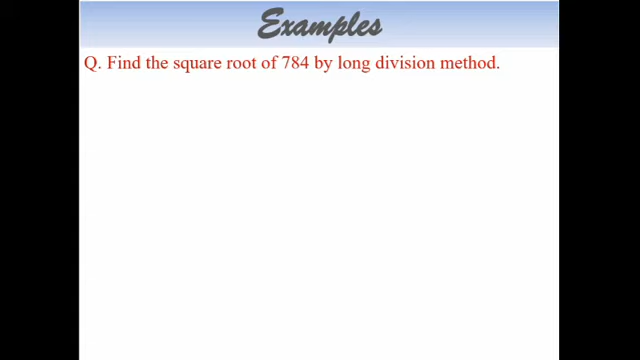 Examples
Q. Find the square root of 784 by long division method.